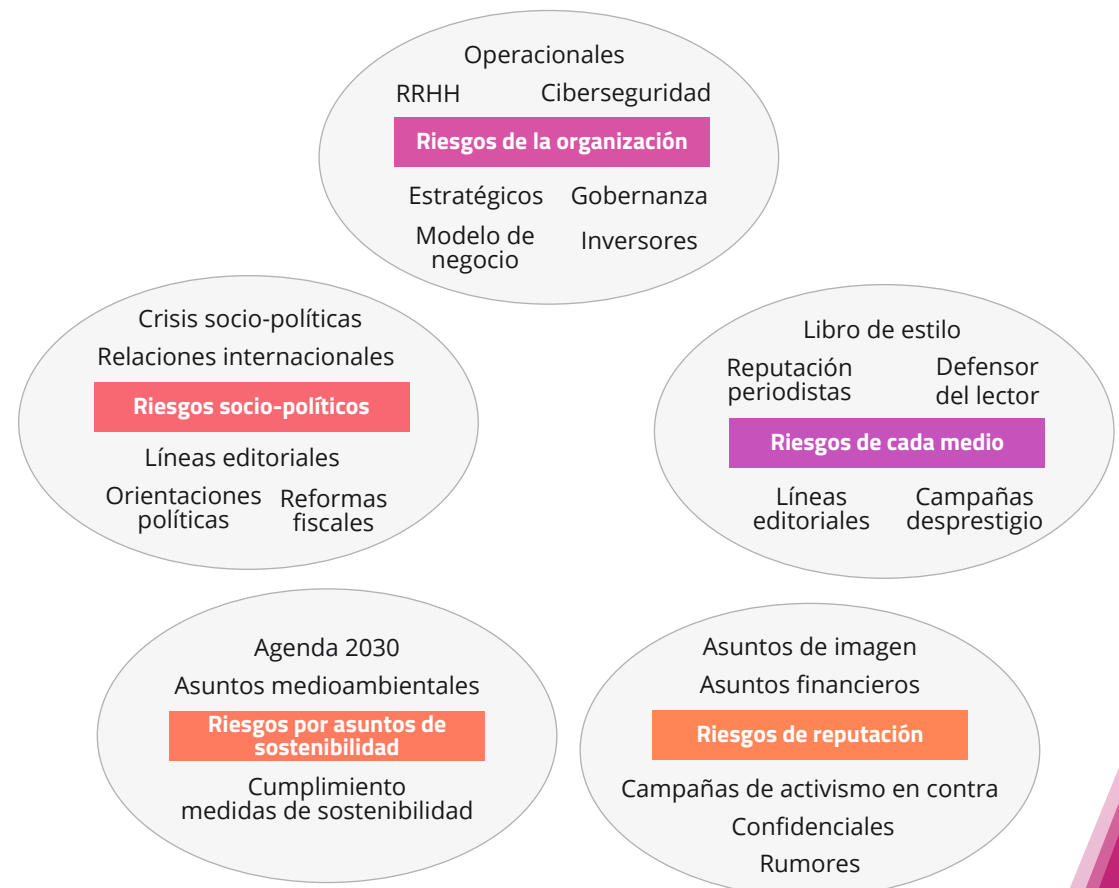 Operacionales
RRHH Ciberseguridad
Riesgos de la organización
Estratégicos Gobernanza
Modelo de
negocio
Inversores
Crisis socio-políticas
Relaciones internacionales
Riesgos socio-políticos
Líneas editoriales
Orientaciones
políticas
Reformas
fiscales
Libro de estilo
Reputación
periodistas
Defensor
del lector
Riesgos de cada medio
Líneas
editoriales
Campañas
desprestigio
Agenda 2030
Asuntos medioambientales
Riesgos por asuntos de
sostenibilidad
Cumplimiento
medidas de sostenibilidad
Asuntos de imagen
Asuntos financieros
Riesgos de reputación
Campañas de activismo en contra
Confidenciales
Rumores